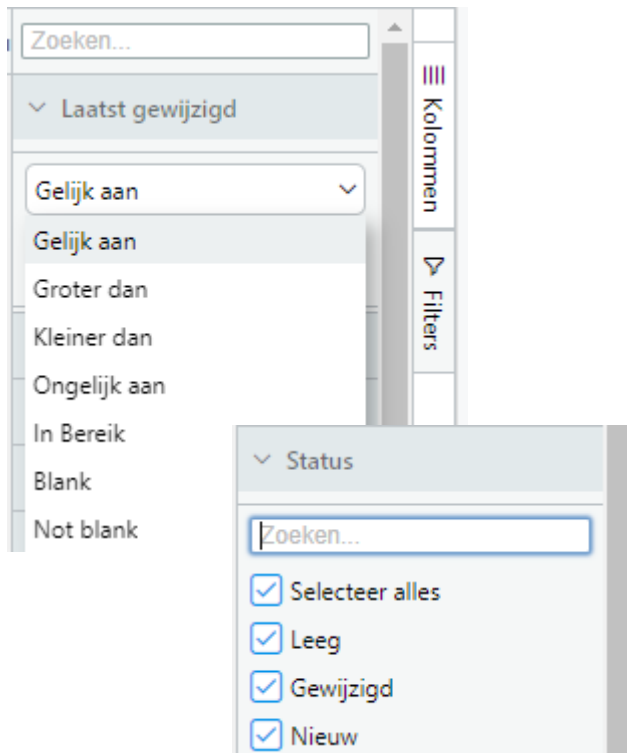 Zoeken...
Laatst gewijzigd
Kolommen
Gelijk aan
Gelijk aan
Groter dan
Filters
Kleiner dan
Ongelijk aan
In Bereik
Blank
Not blank
Status
Zoeken...
Selecteer alles
Leeg
Gewijzigd
Nieuw